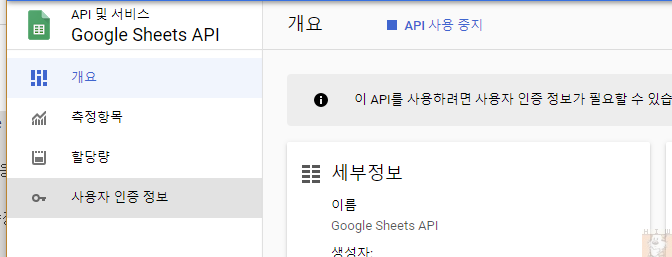 API 및 서비스
Google Sheets API
개요
API 사용 중지
개요
측정항목
할당량
사용자 인증 정보
이 API를 사용하려면 사용자 인증 정보가 필요할 수 있습
세부정보
이름
Google Sheets API
생성자: